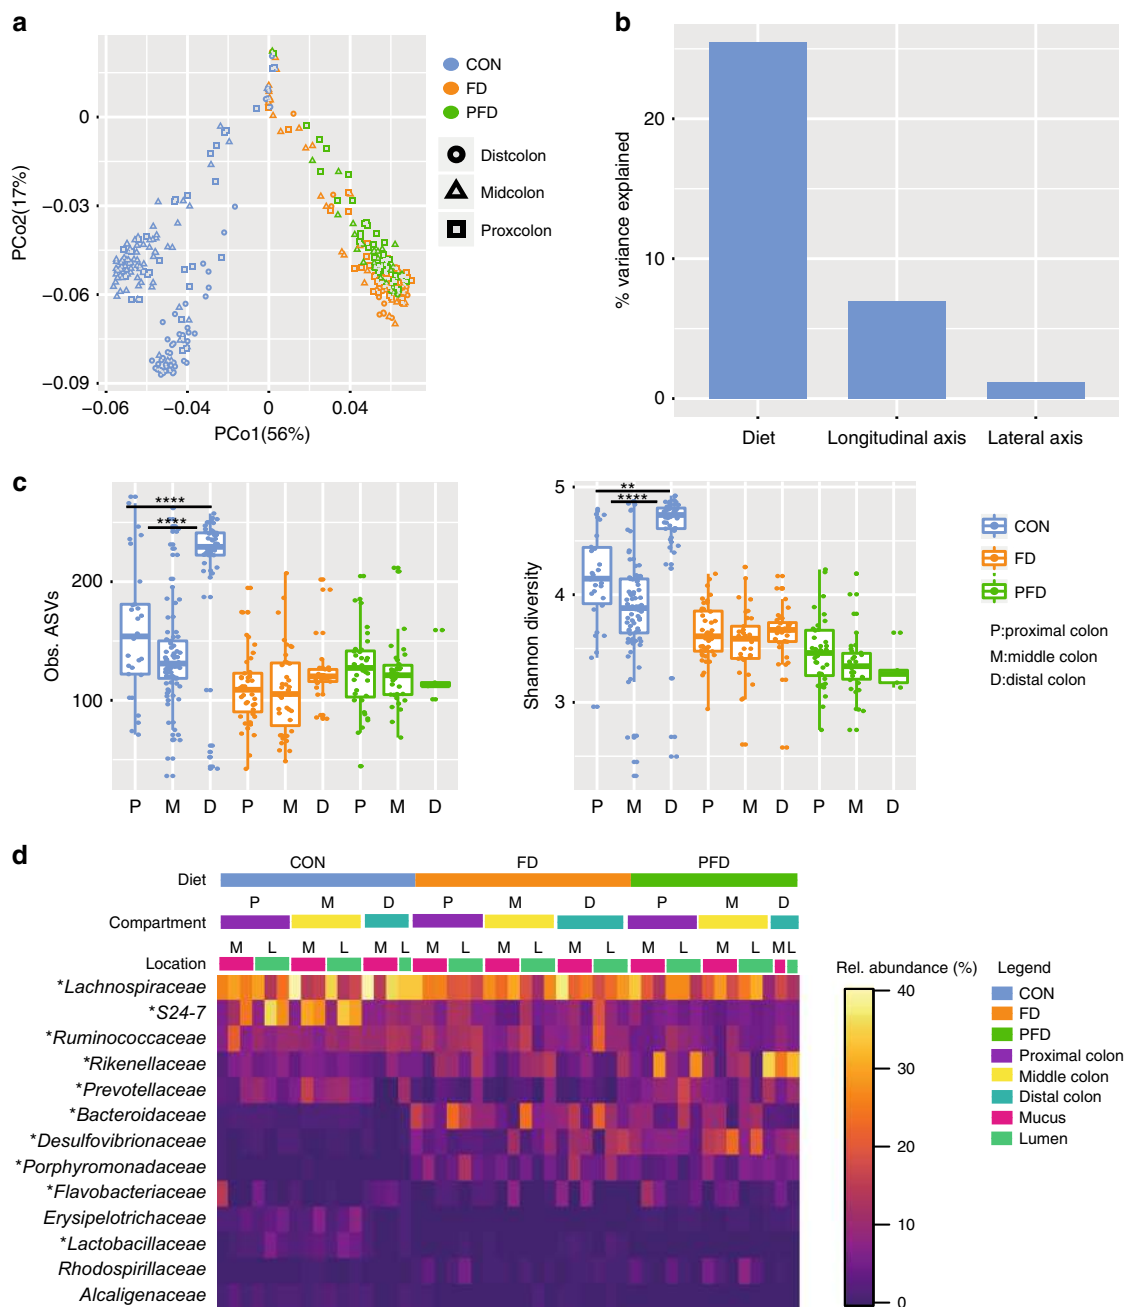 a
0
−0.03
−0.06
−0.09
PCo2(17%)
−0.06
−0.04
0
0.04
PCo1(56%)
CON
FD
PFD
Distcolon
Midcolon
Proxcolon
b
20
10
0
% variance explained
Diet
Longitudinal axis
Lateral axis
c
****
****
200
100
Obs. ASVs
P M D P M D P M D
**
****
5
4
3
Shannon diversity
P M D P M D P M D
CON
FD
PFD
P:proximal colon
M:middle colon
D:distal colon
d
CON FD PFD
Diet
P M D P M D P M D
Compartment
M L M L M L M L M L M L M L M L M L
Location
*Lachnospiraceae
*S24-7
*Ruminococcaceae
*Rikenellaceae
*Prevotellaceae
*Bacteroidaceae
*Desulfovibrionaceae
*Porphyromonadaceae
*Flavobacteriaceae
Erysipelotrichaceae
*Lactobacillaceae
Rhodospirillaceae
Alcaligenaceae
Rel. abundance (%)
40
30
20
10
0
Legend
CON
FD
PFD
Proximal colon
Middle colon
Distal colon
Mucus
Lumen